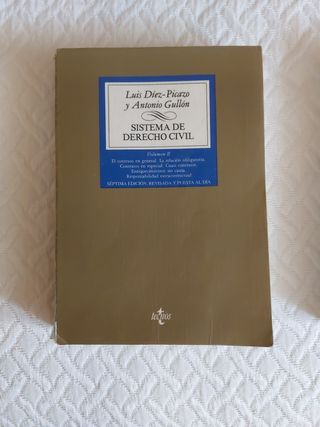 Luis Díez-Picazo
y Antonio Gullón
SISTEMA DE
DERECHO CIVIL
Volumen II
El contrato en general. La relación obligatoria.
Contratos en especial. Cuasi contratos.
Enriquecimiento sin causa.
Responsabilidad extracontractual
SÉPTIMA EDICIÓN, REVISADA Y PUESTA AL DÍA
tecnos